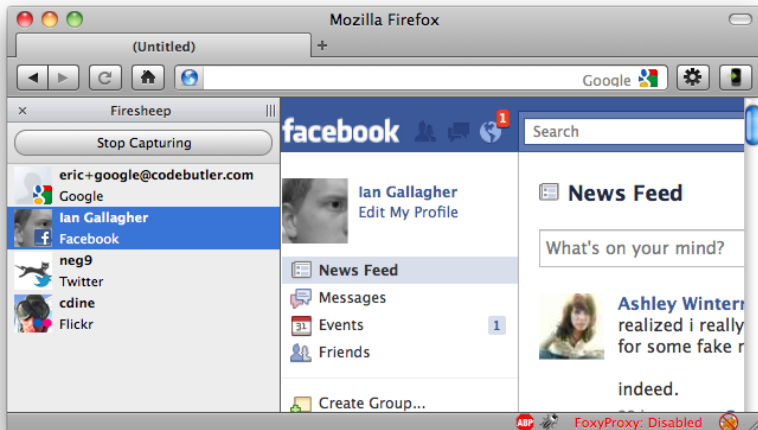 Mozilla Firefox
(Untitled)
Google
Firesheep
Stop Capturing
eric+google@codebutler.com
Google
Ian Gallagher
Facebook
neg9
Twitter
cdine
Flickr
facebook
1
Search
Ian Gallagher
Edit My Profile
News Feed
Messages
31
Events
1
Friends
Create Group...
News Feed
What's on your mind?
Ashley
realized i really
for some fake
indeed.
ABP
FoxyProxy: Disabled